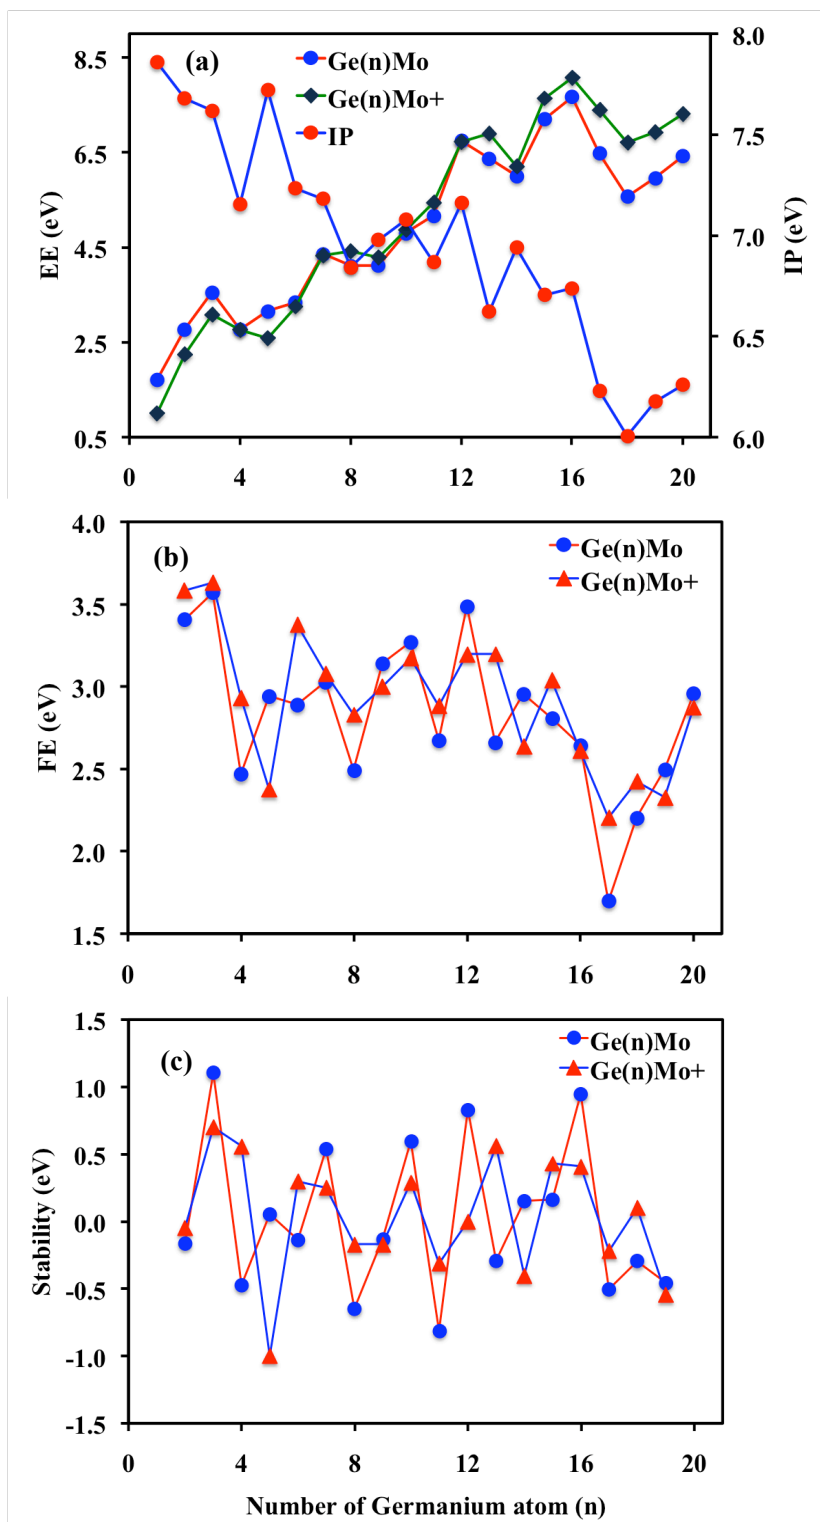 (a)
Ge(n)Mo
Ge(n)Mo+
IP
8.5
6.5
4.5
2.5
0.5
EE (eV)
8.0
7.5
7.0
6.5
6.0
IP (eV)
0 4 8 12 16 20
(b)
Ge(n)Mo
Ge(n)Mo+
4.0
3.5
3.0
2.5
2.0
1.5
FE (eV)
0 4 8 12 16 20
(c)
Ge(n)Mo
Ge(n)Mo+
1.5
1.0
0.5
0.0
-0.5
-1.0
-1.5
Stability (eV)
0 4 8 12 16 20
Number of Germanium atom (n)